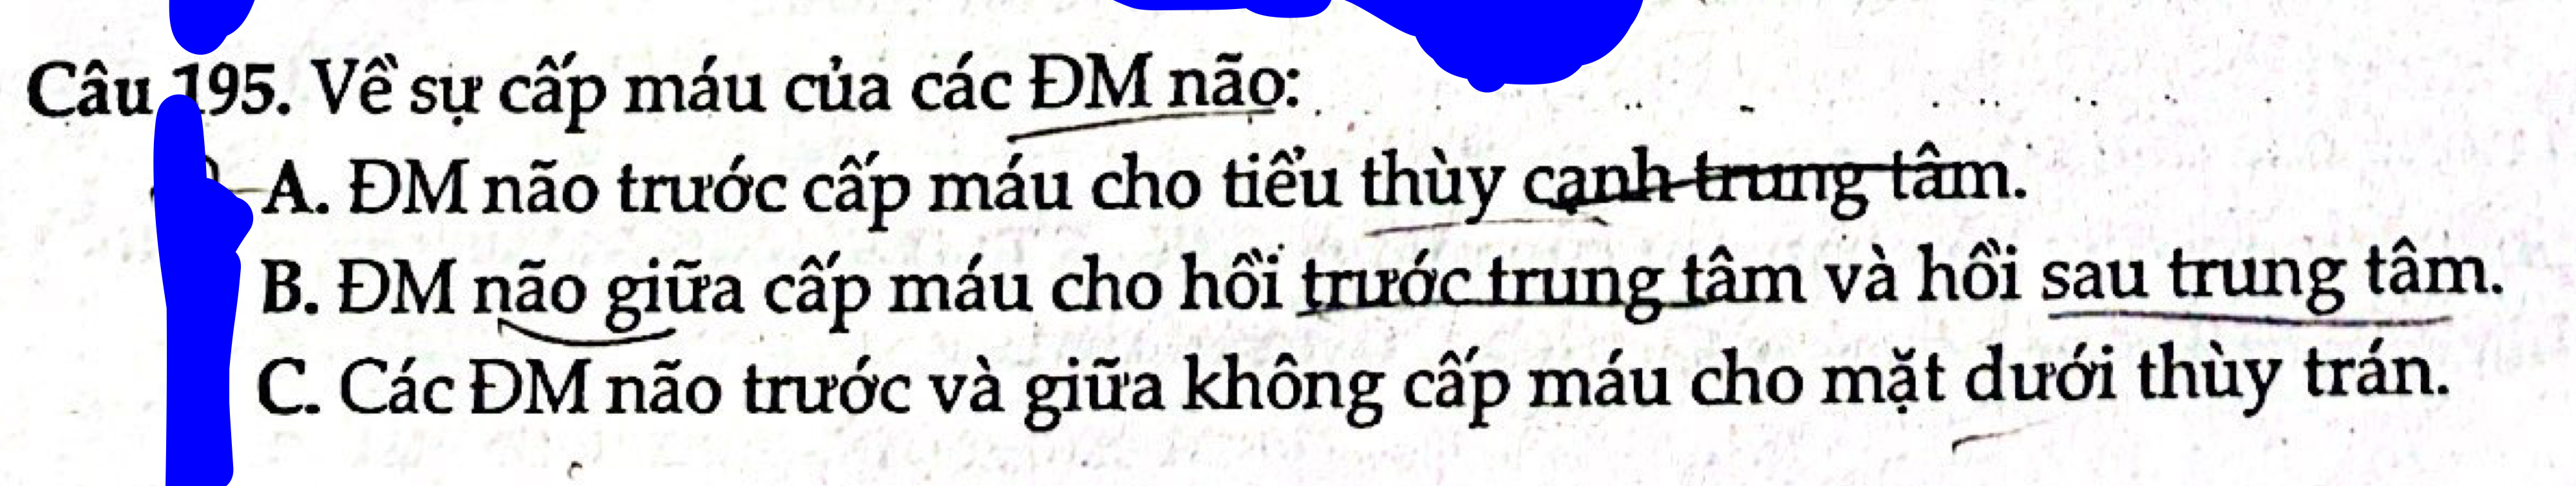 Câu 195. Về sự cấp máu của các ĐM não:
A. ĐM não trước cấp máu cho tiểu thùy cạnh trung tâm.
B. ĐM não giữa cấp máu cho hồi trước trung tâm và hồi sau trung tâm.
C. Các ĐM não trước và giữa không cấp máu cho mặt dưới thùy trán.